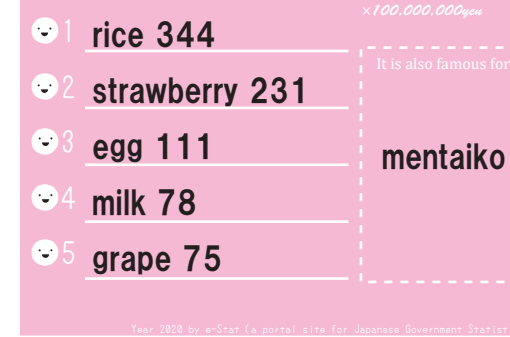 ×100,000,000yen
1 rice 344
2 strawberry 231
3 egg 111
4 milk 78
5 grape 75
It is also famous for
mentaiko
Year 2020 by e-Stat (a portal site for Japanese Government Statist